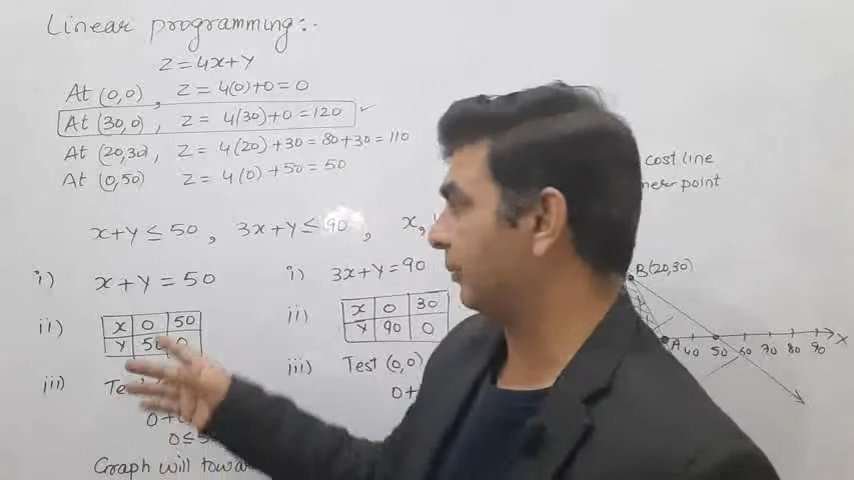 Linear programming:-
Z = 4x+y
At (0,0), Z = 4(0)+0 = 0
At (30,0), Z = 4(30)+0 = 120 ✓
At (20,30), Z = 4(20)+30 = 80+30 = 110
At (0,50) Z = 4(0)+50 = 50
cost line
point
x+y ≤ 50, 3x+y ≤ 90, x,
i) x+y = 50
ii) x 0 50
y 50 0
iii)
0+
0 ≤
Graph will
i) 3x+y = 90
ii) x 0 30
y 90 0
iii) Test (0,0)
0+
B(20,30)
A 40 50 60 70 80 90 X